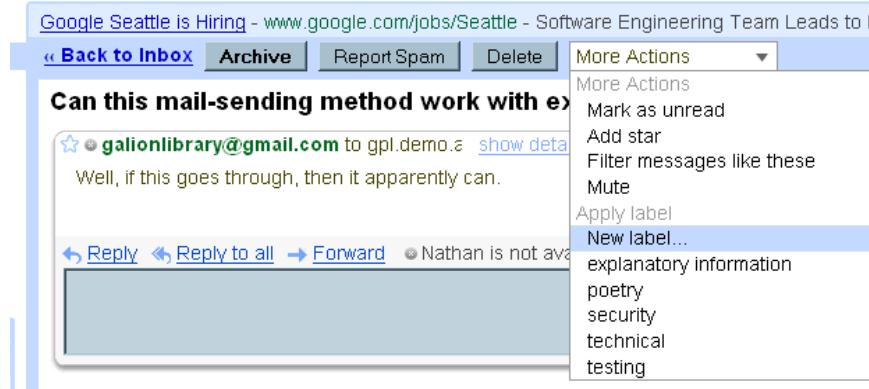 Google Seattle is Hiring - www.google.com/jobs/Seattle - Software Engineering Team Leads to
« Back to Inbox Archive Report Spam Delete More Actions
More Actions
Can this mail-sending method work with
Mark as unread
Add star
galionlibrary@gmail.com to gpl.demo.a show deta
Filter messages like these
Well, if this goes through, then it apparently can.
Mute
Apply label
New label...
Reply Reply to all Forward Nathan is not ava
explanatory information
poetry
security
technical
testing